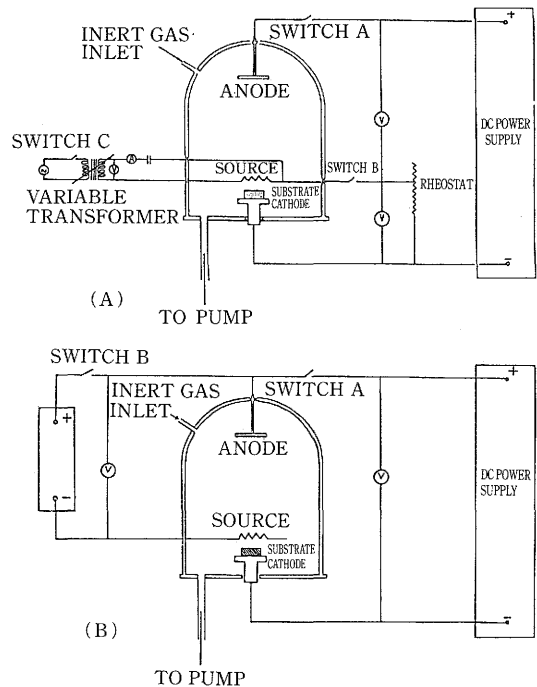 INERT GAS
INLET
SWITCH A
+
ANODE
V
DC POWER
SUPPLY
SWITCH C
A
V
SOURCE
SWITCH B
RHEOSTAT
SUBSTRATE
CATHODE
VARIABLE
TRANSFORMER
V
−
(A)
TO PUMP
SWITCH B
+
SWITCH A
INERT GAS
INLET
+
ANODE
V
V
DC POWER
SUPPLY
−
SOURCE
SUBSTRATE
CATHODE
−
(B)
TO PUMP